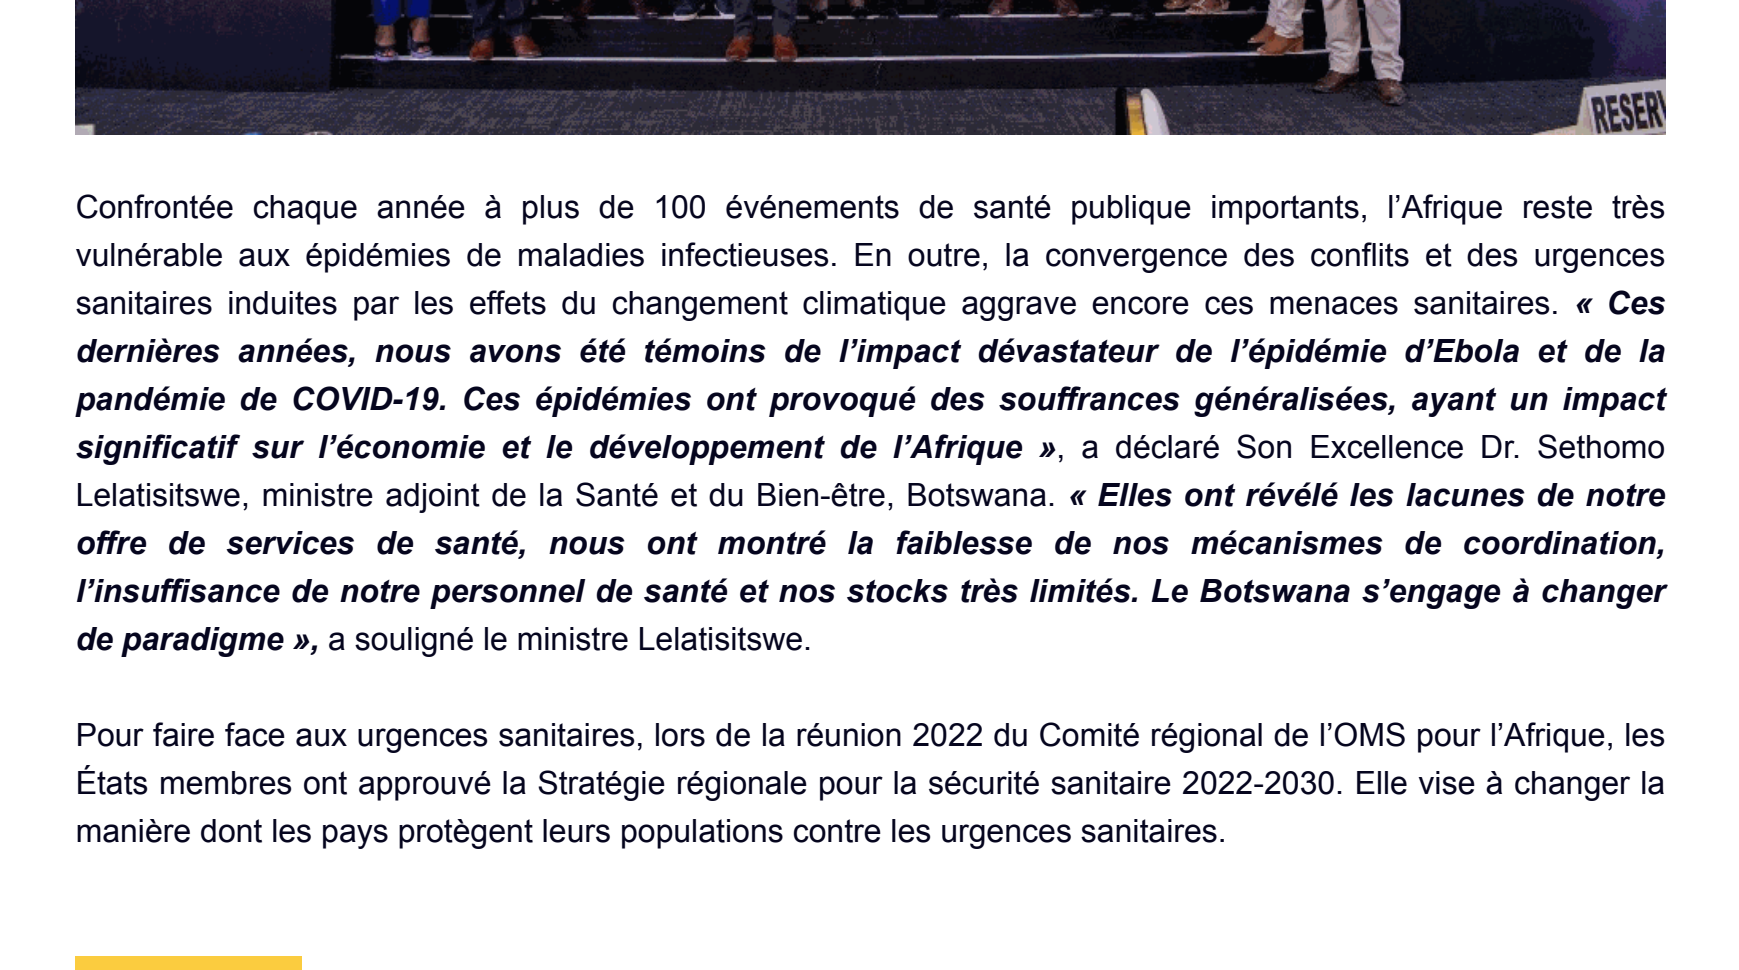 RESERV
Confrontée chaque année à plus de 100 événements de santé publique importants, l’Afrique reste très
vulnérable aux épidémies de maladies infectieuses. En outre, la convergence des conflits et des urgences
sanitaires induites par les effets du changement climatique aggrave encore ces menaces sanitaires. « Ces
dernières années, nous avons été témoins de l’impact dévastateur de l’épidémie d’Ebola et de la
pandémie de COVID-19. Ces épidémies ont provoqué des souffrances généralisées, ayant un impact
significatif sur l’économie et le développement de l’Afrique », a déclaré Son Excellence Dr. Sethomo
Lelatisitswe, ministre adjoint de la Santé et du Bien-être, Botswana. « Elles ont révélé les lacunes de notre
offre de services de santé, nous ont montré la faiblesse de nos mécanismes de coordination,
l’insuffisance de notre personnel de santé et nos stocks très limités. Le Botswana s’engage à changer
de paradigme », a souligné le ministre Lelatisitswe.
Pour faire face aux urgences sanitaires, lors de la réunion 2022 du Comité régional de l’OMS pour l’Afrique, les
États membres ont approuvé la Stratégie régionale pour la sécurité sanitaire 2022-2030. Elle vise à changer la
manière dont les pays protègent leurs populations contre les urgences sanitaires.